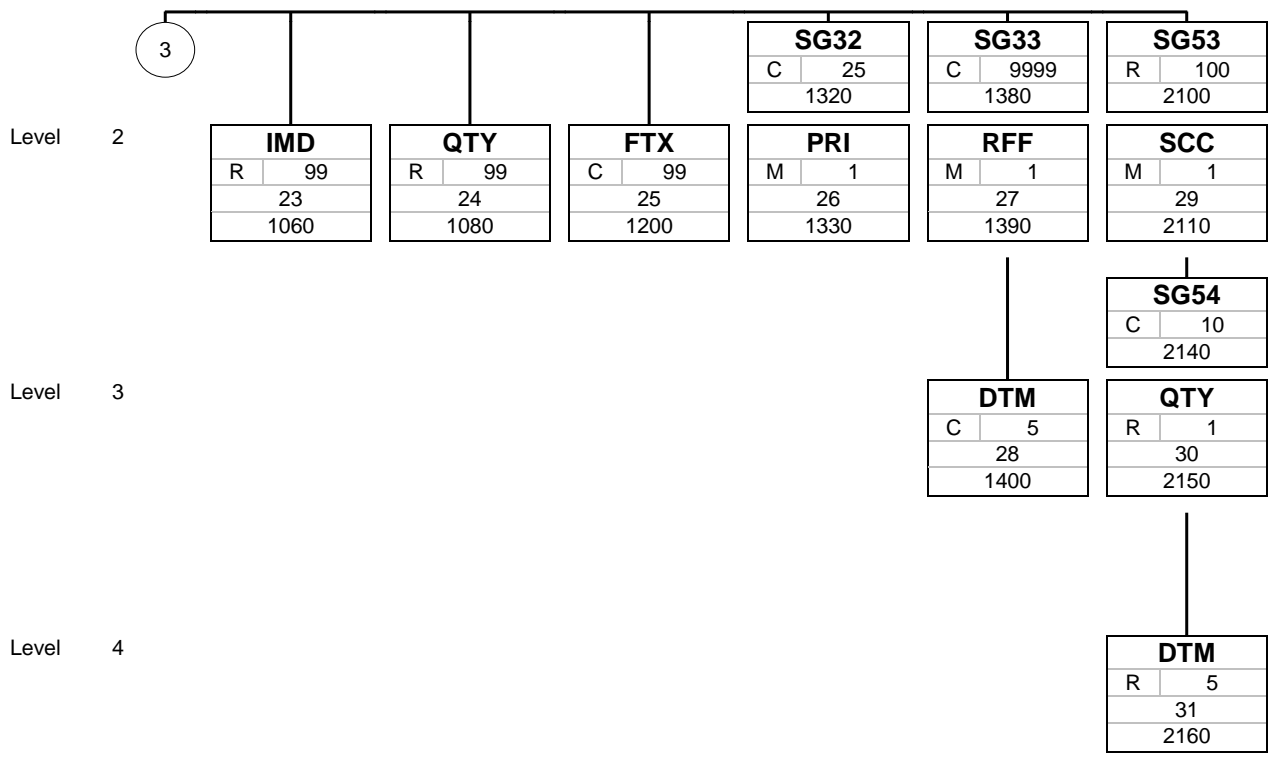 3
SG32 SG33 SG53
C 25 C 9999 R 100
1320 1380 2100
Level 2 IMD QTY FTX PRI RFF SCC
R 99 R 99 C 99 M 1 M 1 M 1
23 24 25 26 27 29
1060 1080 1200 1330 1390 2110
SG54
C 10
2140
Level 3 DTM QTY
C 5 R 1
28 30
1400 2150
Level 4 DTM
R 5
31
2160